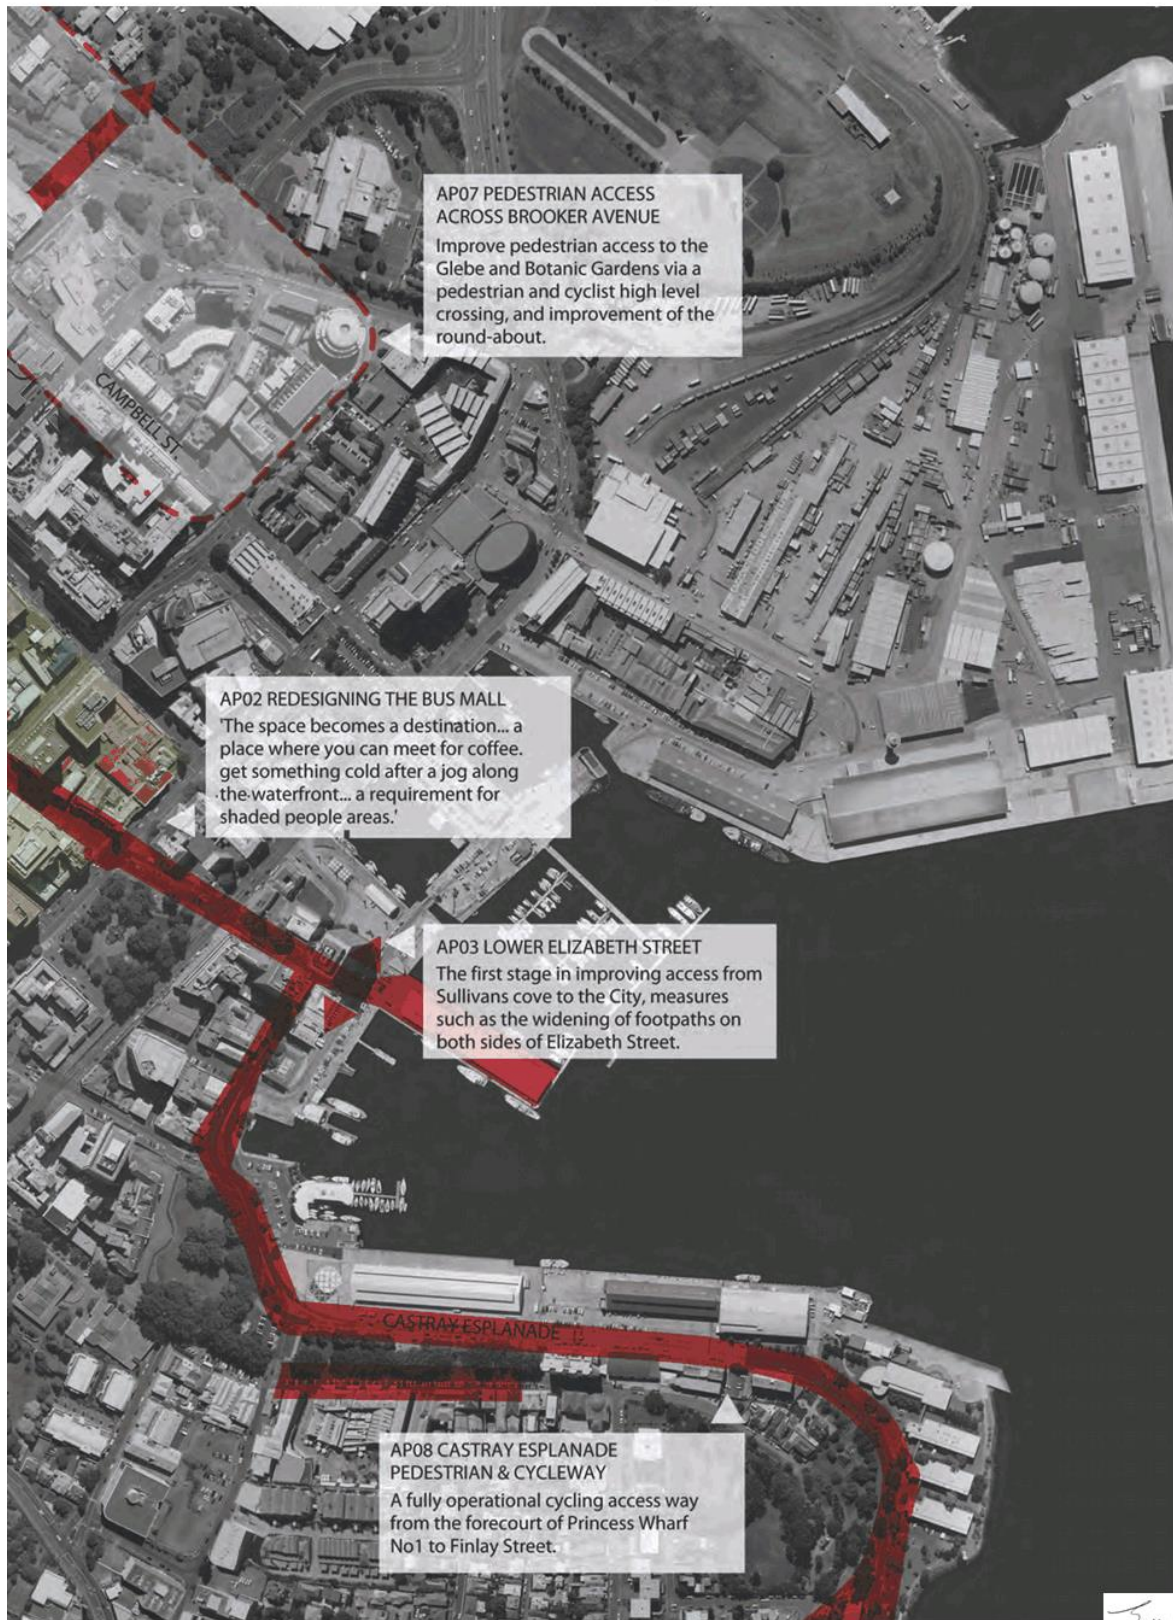 AP07 PEDESTRIAN ACCESS
ACROSS BROOKER AVENUE
Improve pedestrian access to the
Glebe and Botanic Gardens via a
pedestrian and cyclist high level
crossing, and improvement of the
round-about.
CAMPBELL ST.
AP02 REDESIGNING THE BUS MALL
'The space becomes a destination... a
place where you can meet for coffee.
get something cold after a jog along
the waterfront... a requirement for
shaded people areas.'
AP03 LOWER ELIZABETH STREET
The first stage in improving access from
Sullivans cove to the City, measures
such as the widening of footpaths on
both sides of Elizabeth Street.
CASTRAY ESPLANADE
AP08 CASTRAY ESPLANADE
PEDESTRIAN & CYCLEWAY
A fully operational cycling access way
from the forecourt of Princess Wharf
No1 to Finlay Street.